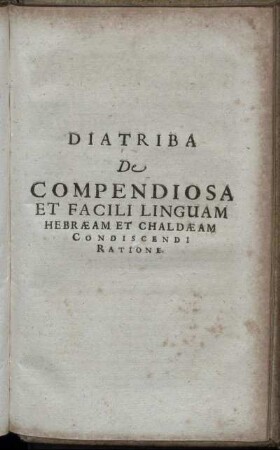 DIATRIBA
De
COMPENDIOSA
ET FACILI LINGUAM
HEBRÆAM ET CHALDÆAM
CONDISCENDI
RATIONE.